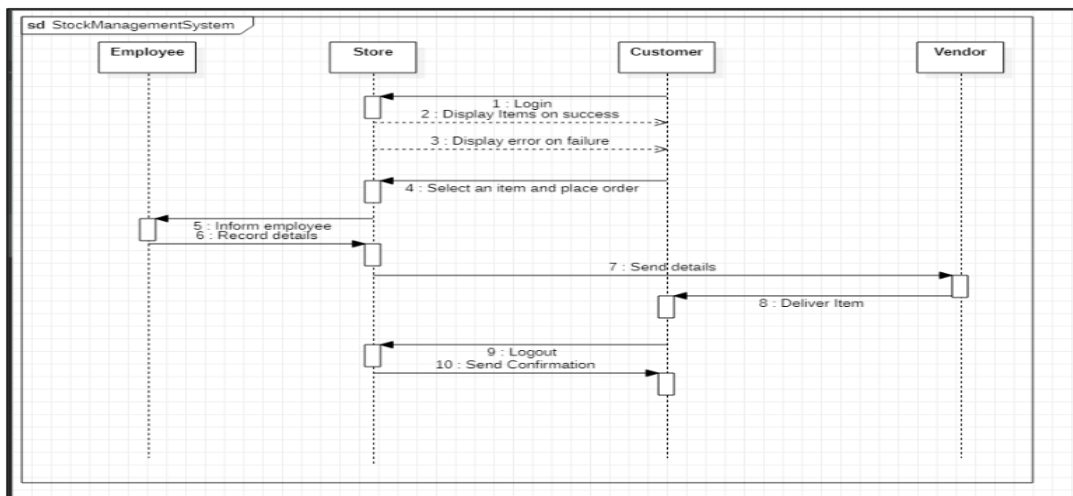 sd StockManagementSystem
Employee
Store
Customer
Vendor
1 : Login
2 : Display Items on success
3 : Display error on failure
4 : Select an item and place order
5 : Inform employee
6 : Record details
7 : Send details
8 : Deliver Item
9 : Logout
10 : Send Confirmation